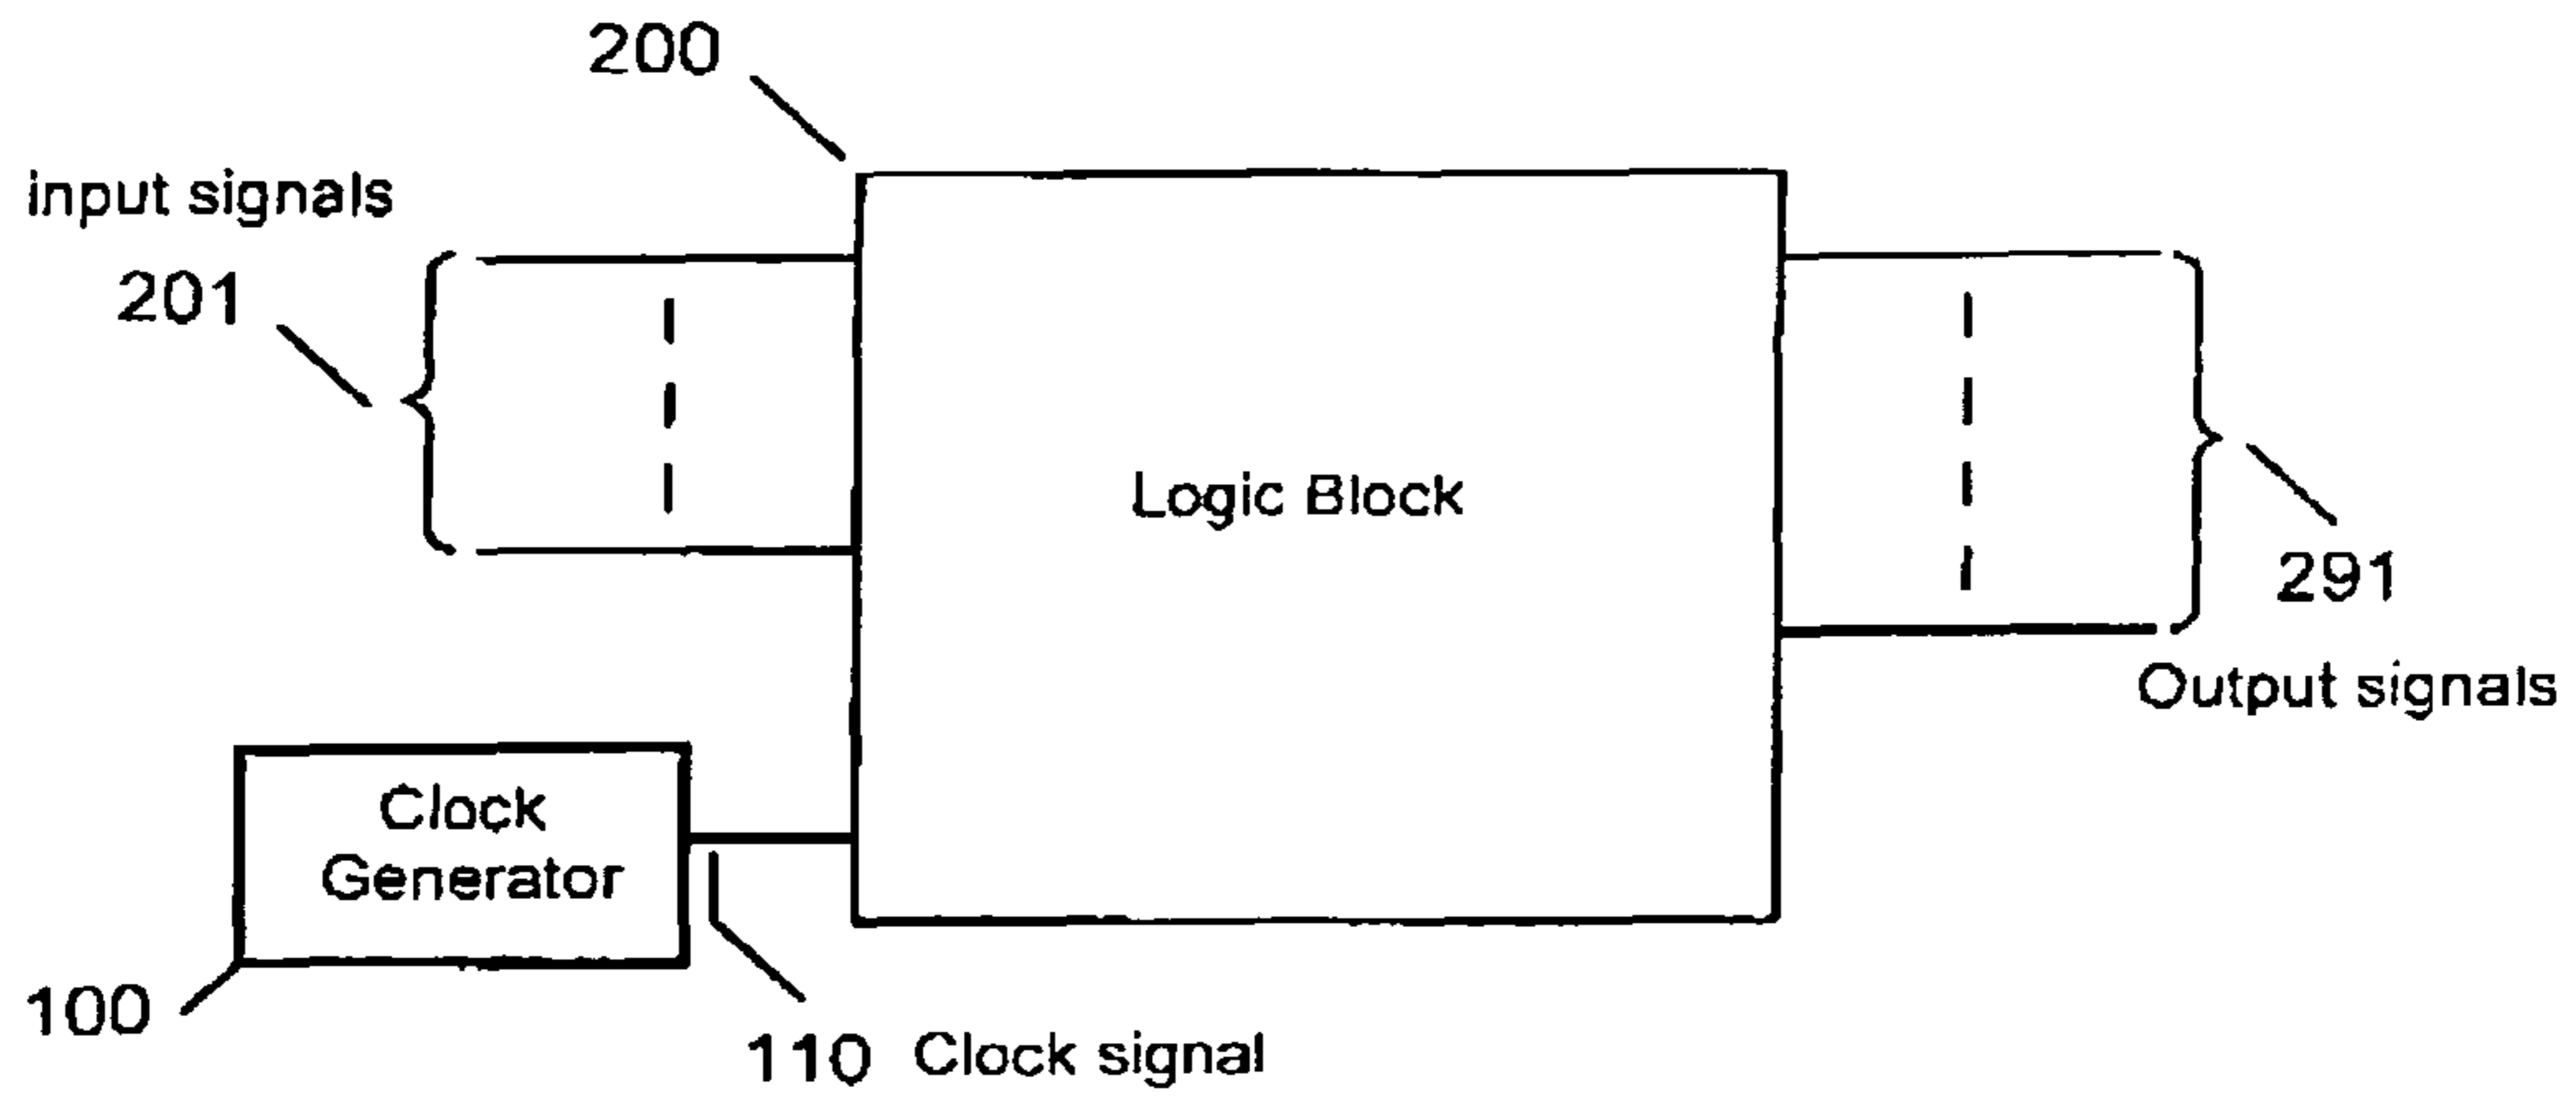 200
input signals
201
Logic Block
291
Output signals
Clock
Generator
100
110 Clock signal